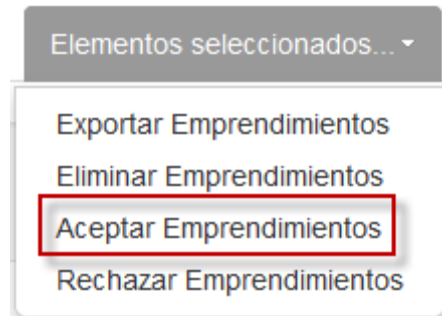 Elementos seleccionados...
Exportar Emprendimientos
Eliminar Emprendimientos
Aceptar Emprendimientos
Rechazar Emprendimientos